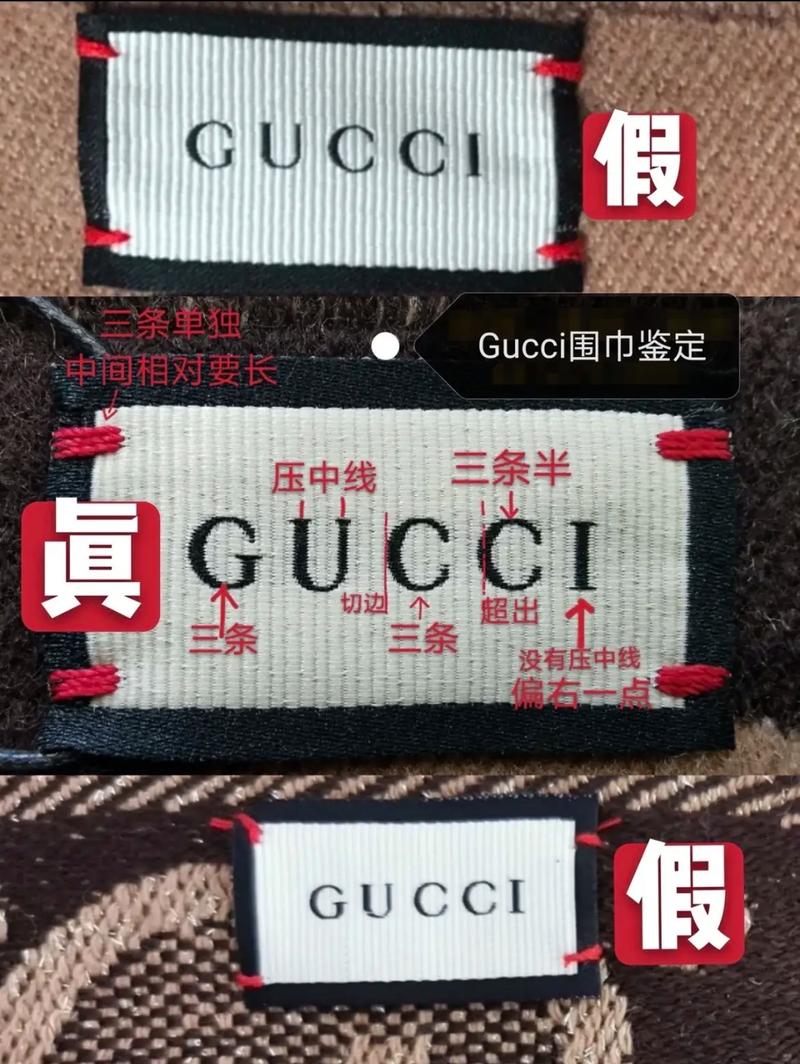 GUCCI
假
三条单独
中间相对要长
Gucci围巾鉴定
压中线
三条半
GUCCI
眞
切边
超出
三条
三条
没有压中线
偏右一点
GUCCI
假